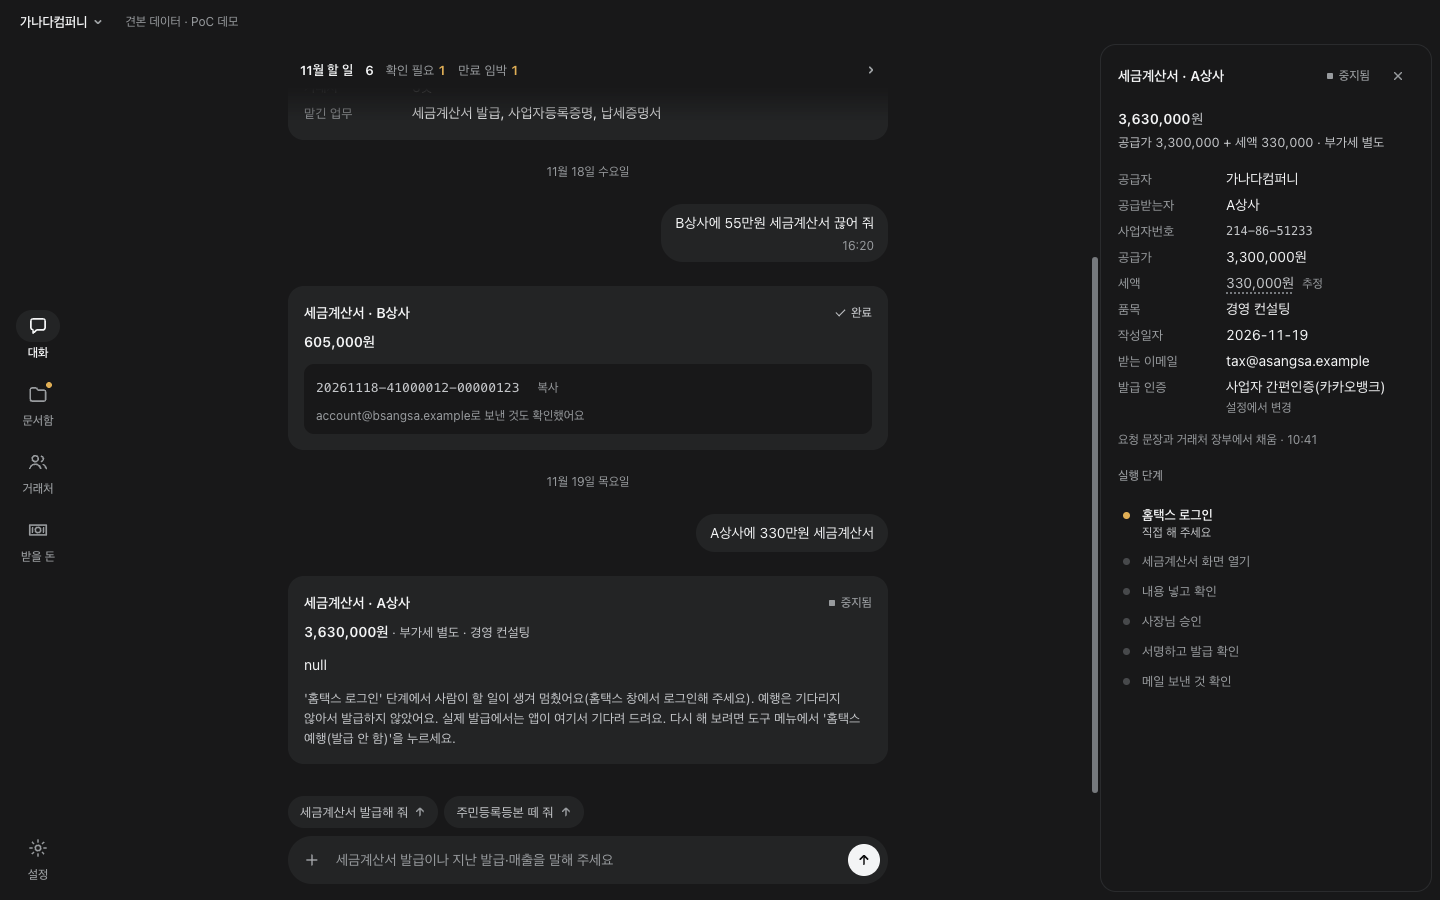 가나다컴퍼니
견본 데이터 · PoC 데모
11월 할 일 6 확인 필요 1 만료 임박 1
맡긴 업무 세금계산서 발급, 사업자등록증명, 납세증명서
11월 18일 수요일
B상사에 55만원 세금계산서 끊어 줘
16:20
세금계산서 · B상사
완료
605,000원
20261118-41000012-00000123 복사
account@bsangsa.example로 보낸 것도 확인했어요
11월 19일 목요일
A상사에 330만원 세금계산서
세금계산서 · A상사
중지됨
3,630,000원 · 부가세 별도 · 경영 컨설팅
null
'홈택스 로그인' 단계에서 사람이 할 일이 생겨 멈췄어요(홈택스 창에서 로그인해 주세요). 예행은 기다리지
않아서 발급하지 않았어요. 실제 발급에서는 앱이 여기서 기다려 드려요. 다시 해 보려면 도구 메뉴에서 '홈택스
예행(발급 안 함)'을 누르세요.
세금계산서 발급해 줘
주민등록등본 떼 줘
세금계산서 발급이나 지난 발급·매출을 말해 주세요
대화
문서함
거래처
받을 돈
설정
세금계산서 · A상사
중지됨
3,630,000원
공급가 3,300,000 + 세액 330,000 · 부가세 별도
공급자 가나다컴퍼니
공급받는자 A상사
사업자번호 214-86-51233
공급가 3,300,000원
세액 330,000원 추정
품목 경영 컨설팅
작성일자 2026-11-19
받는 이메일 tax@asangsa.example
발급 인증 사업자 간편인증(카카오뱅크)
설정에서 변경
요청 문장과 거래처 장부에서 채움 · 10:41
실행 단계
홈택스 로그인
직접 해 주세요
세금계산서 화면 열기
내용 넣고 확인
사장님 승인
서명하고 발급 확인
메일 보낸 것 확인